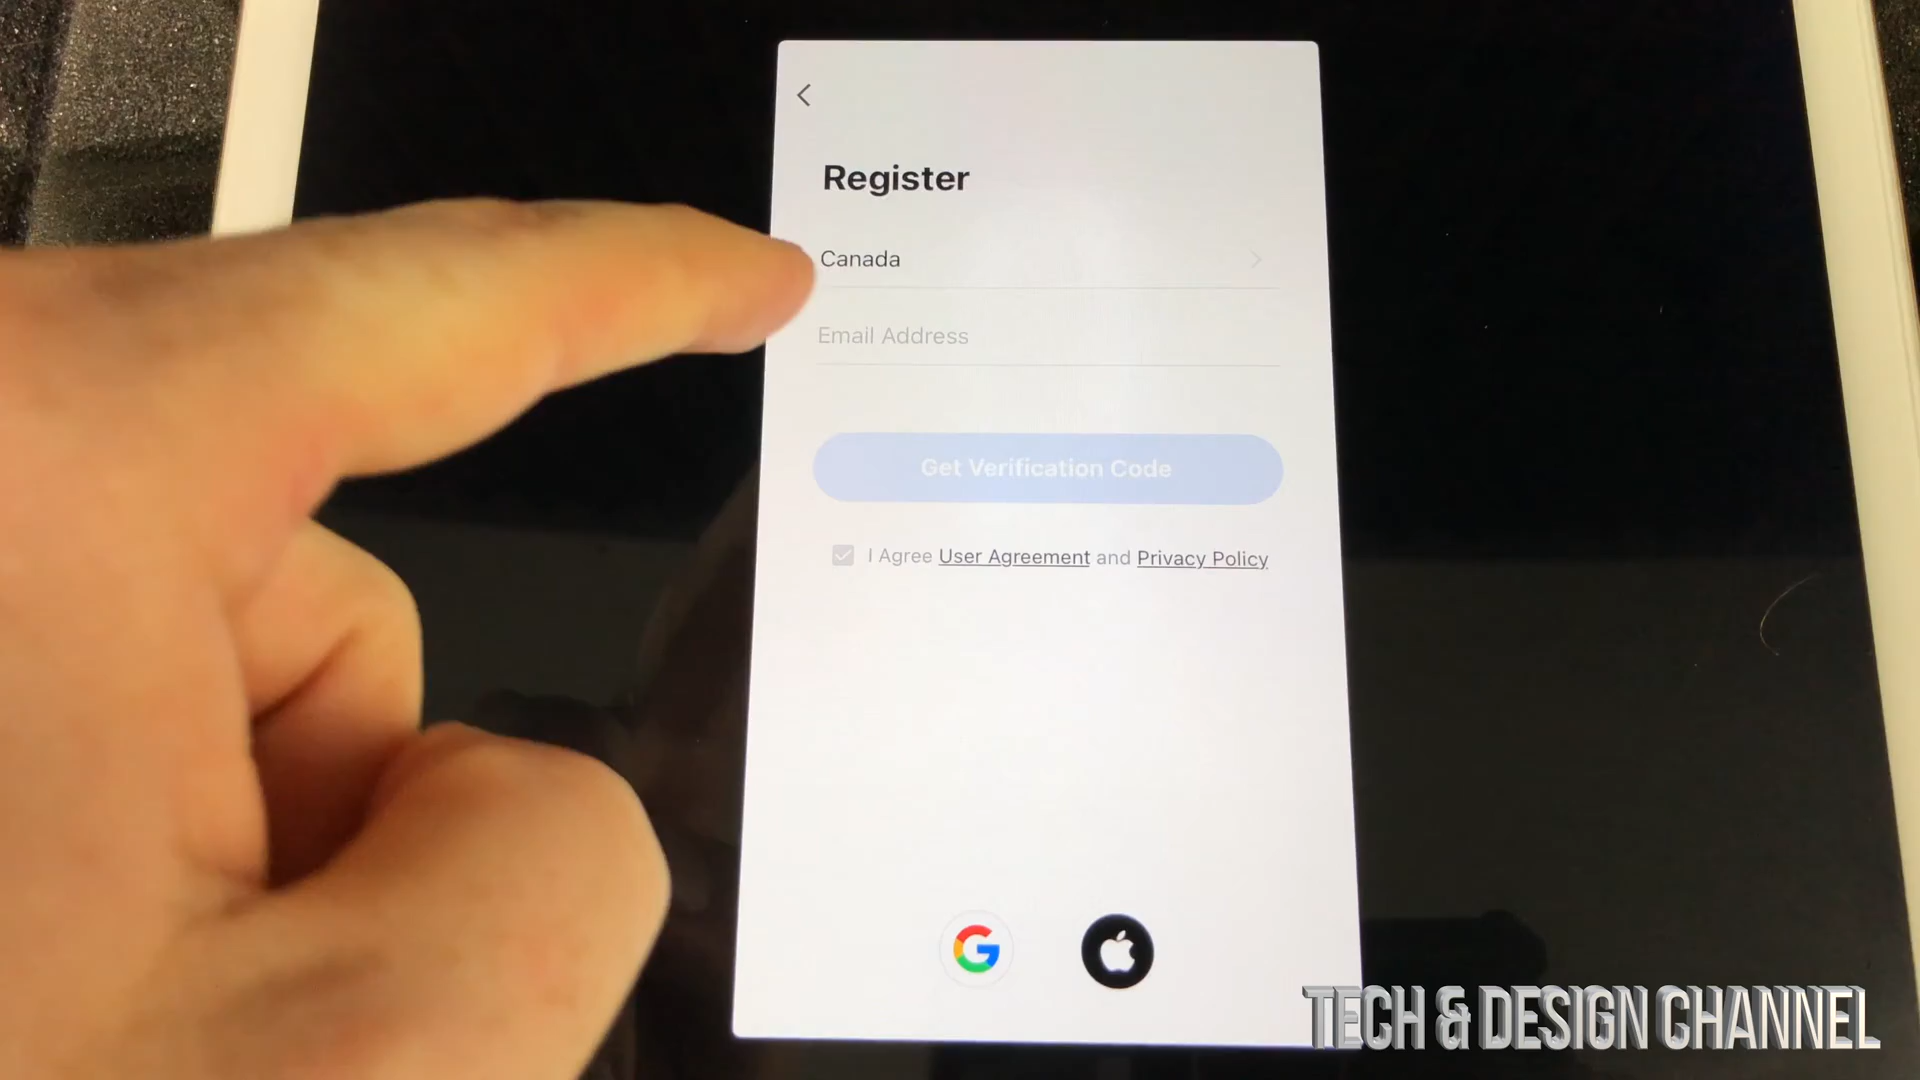 Register
Canada
Email Address
Get Verification Code
I Agree User Agreement and Privacy Policy
TECH & DESIGN CHANNEL